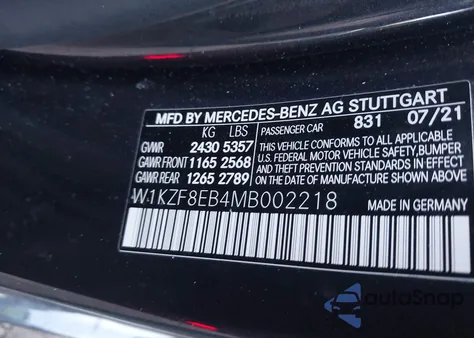 MFD BY MERCEDES-BENZ AG STUTTGART
KG LBS PASSENGER CAR 831 07/21
GVWR 2430 5357
GAWR FRONT 1165 2568
GAWR REAR 1265 2789
THIS VEHICLE CONFORMS TO ALL APPLICABLE
U.S. FEDERAL MOTOR VEHICLE SAFETY,BUMPER
AND THEFT PREVENTION STANDARDS IN EFFECT
ON THE DATE OF MANUFACTURE SHOWN ABOVE.
W1KZF8EB4MB002218 MADE IN GERMANY
autoSnap